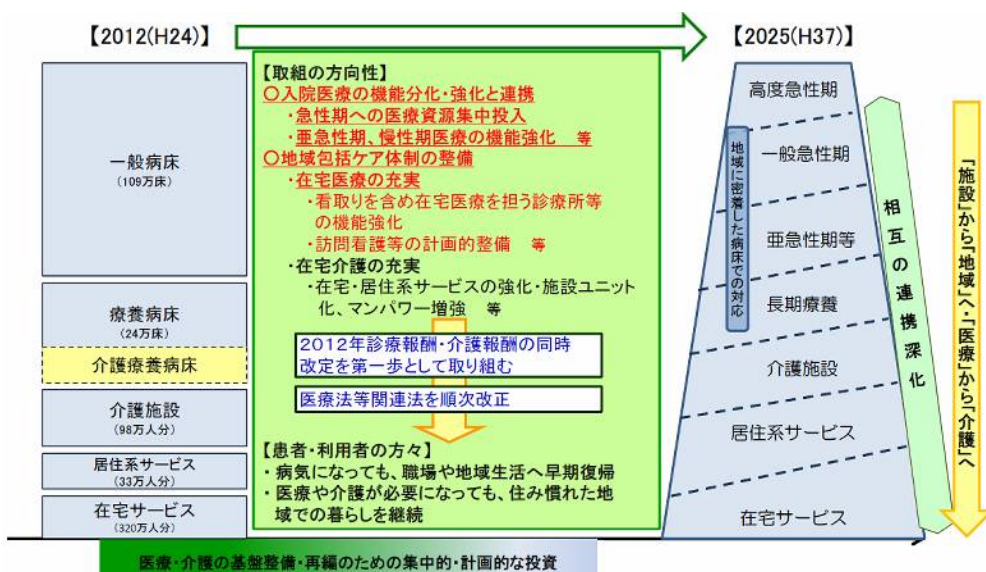 【2012(H24)】
【2025(H37)】
一般病床
(109万床)
療養病床
(24万床)
介護療養病床
介護施設
(98万人分)
居住系サービス
(33万人分)
在宅サービス
(320万人分)
【取組の方向性】
○入院医療の機能分化・強化と連携
・急性期への医療資源集中投入
・亜急性期、慢性期医療の機能強化 等
○地域包括ケア体制の整備
・在宅医療の充実
・看取りを含め在宅医療を担う診療所等
の機能強化
・訪問看護等の計画的整備 等
・在宅介護の充実
・在宅・居住系サービスの強化・施設ユニット
化、マンパワー増強 等
2012年診療報酬・介護報酬の同時
改定を第一歩として取り組む
医療法等関連法を順次改正
【患者・利用者の方々】
・病気になっても、職場や地域生活へ早期復帰
・医療や介護が必要になっても、住み慣れた地
域での暮らしを継続
高度急性期
一般急性期
亜急性期等
長期療養
介護施設
居住系サービス
在宅サービス
地域に密着した病床での対応
相互の連携深化
「施設」から「地域」へ・「医療」から「介護」へ
医療・介護の基盤整備・再編のための集中的・計画的な投資